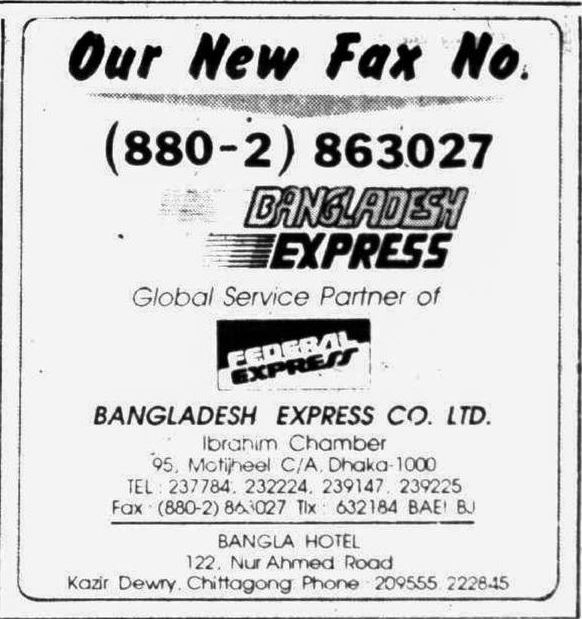 Our New Fax No.
(880-2) 863027
BANGLADESH
EXPRESS
Global Service Partner of
FEDERAL
EXPRESS
BANGLADESH EXPRESS CO. LTD.
Ibrahim Chamber
95, Motijheel C/A, Dhaka-1000
TEL : 237784, 232224, 239147, 239225
Fax : (880-2) 863027 Tlx : 632184 BAEI BJ
BANGLA HOTEL
122, Nur Ahmed Road
Kazir Dewry, Chittagong Phone : 209555, 222845